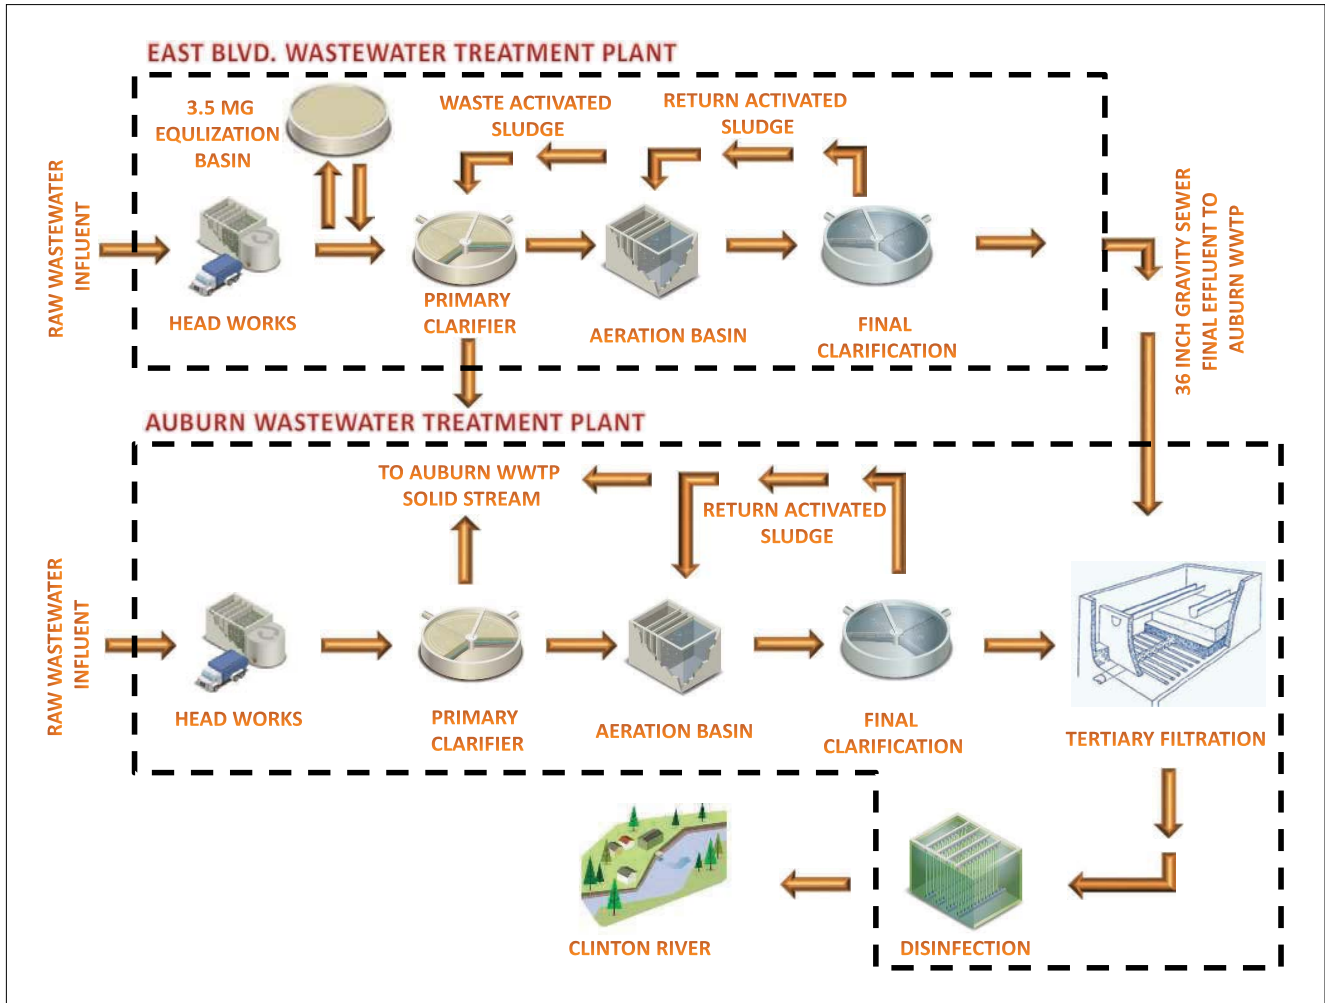 EAST BLVD. WASTEWATER TREATMENT PLANT
3.5 MG
EQULIZATION
BASIN
WASTE ACTIVATED
SLUDGE
RETURN ACTIVATED
SLUDGE
RAW WASTEWATER
INFLUENT
HEAD WORKS
PRIMARY
CLARIFIER
AERATION BASIN
FINAL
CLARIFICATION
36 INCH GRAVITY SEWER
FINAL EFFLUENT TO
AUBURN WWTP
AUBURN WASTEWATER TREATMENT PLANT
TO AUBURN WWTP
SOLID STREAM
RETURN ACTIVATED
SLUDGE
RAW WASTEWATER
INFLUENT
HEAD WORKS
PRIMARY
CLARIFIER
AERATION BASIN
FINAL
CLARIFICATION
TERTIARY FILTRATION
CLINTON RIVER
DISINFECTION